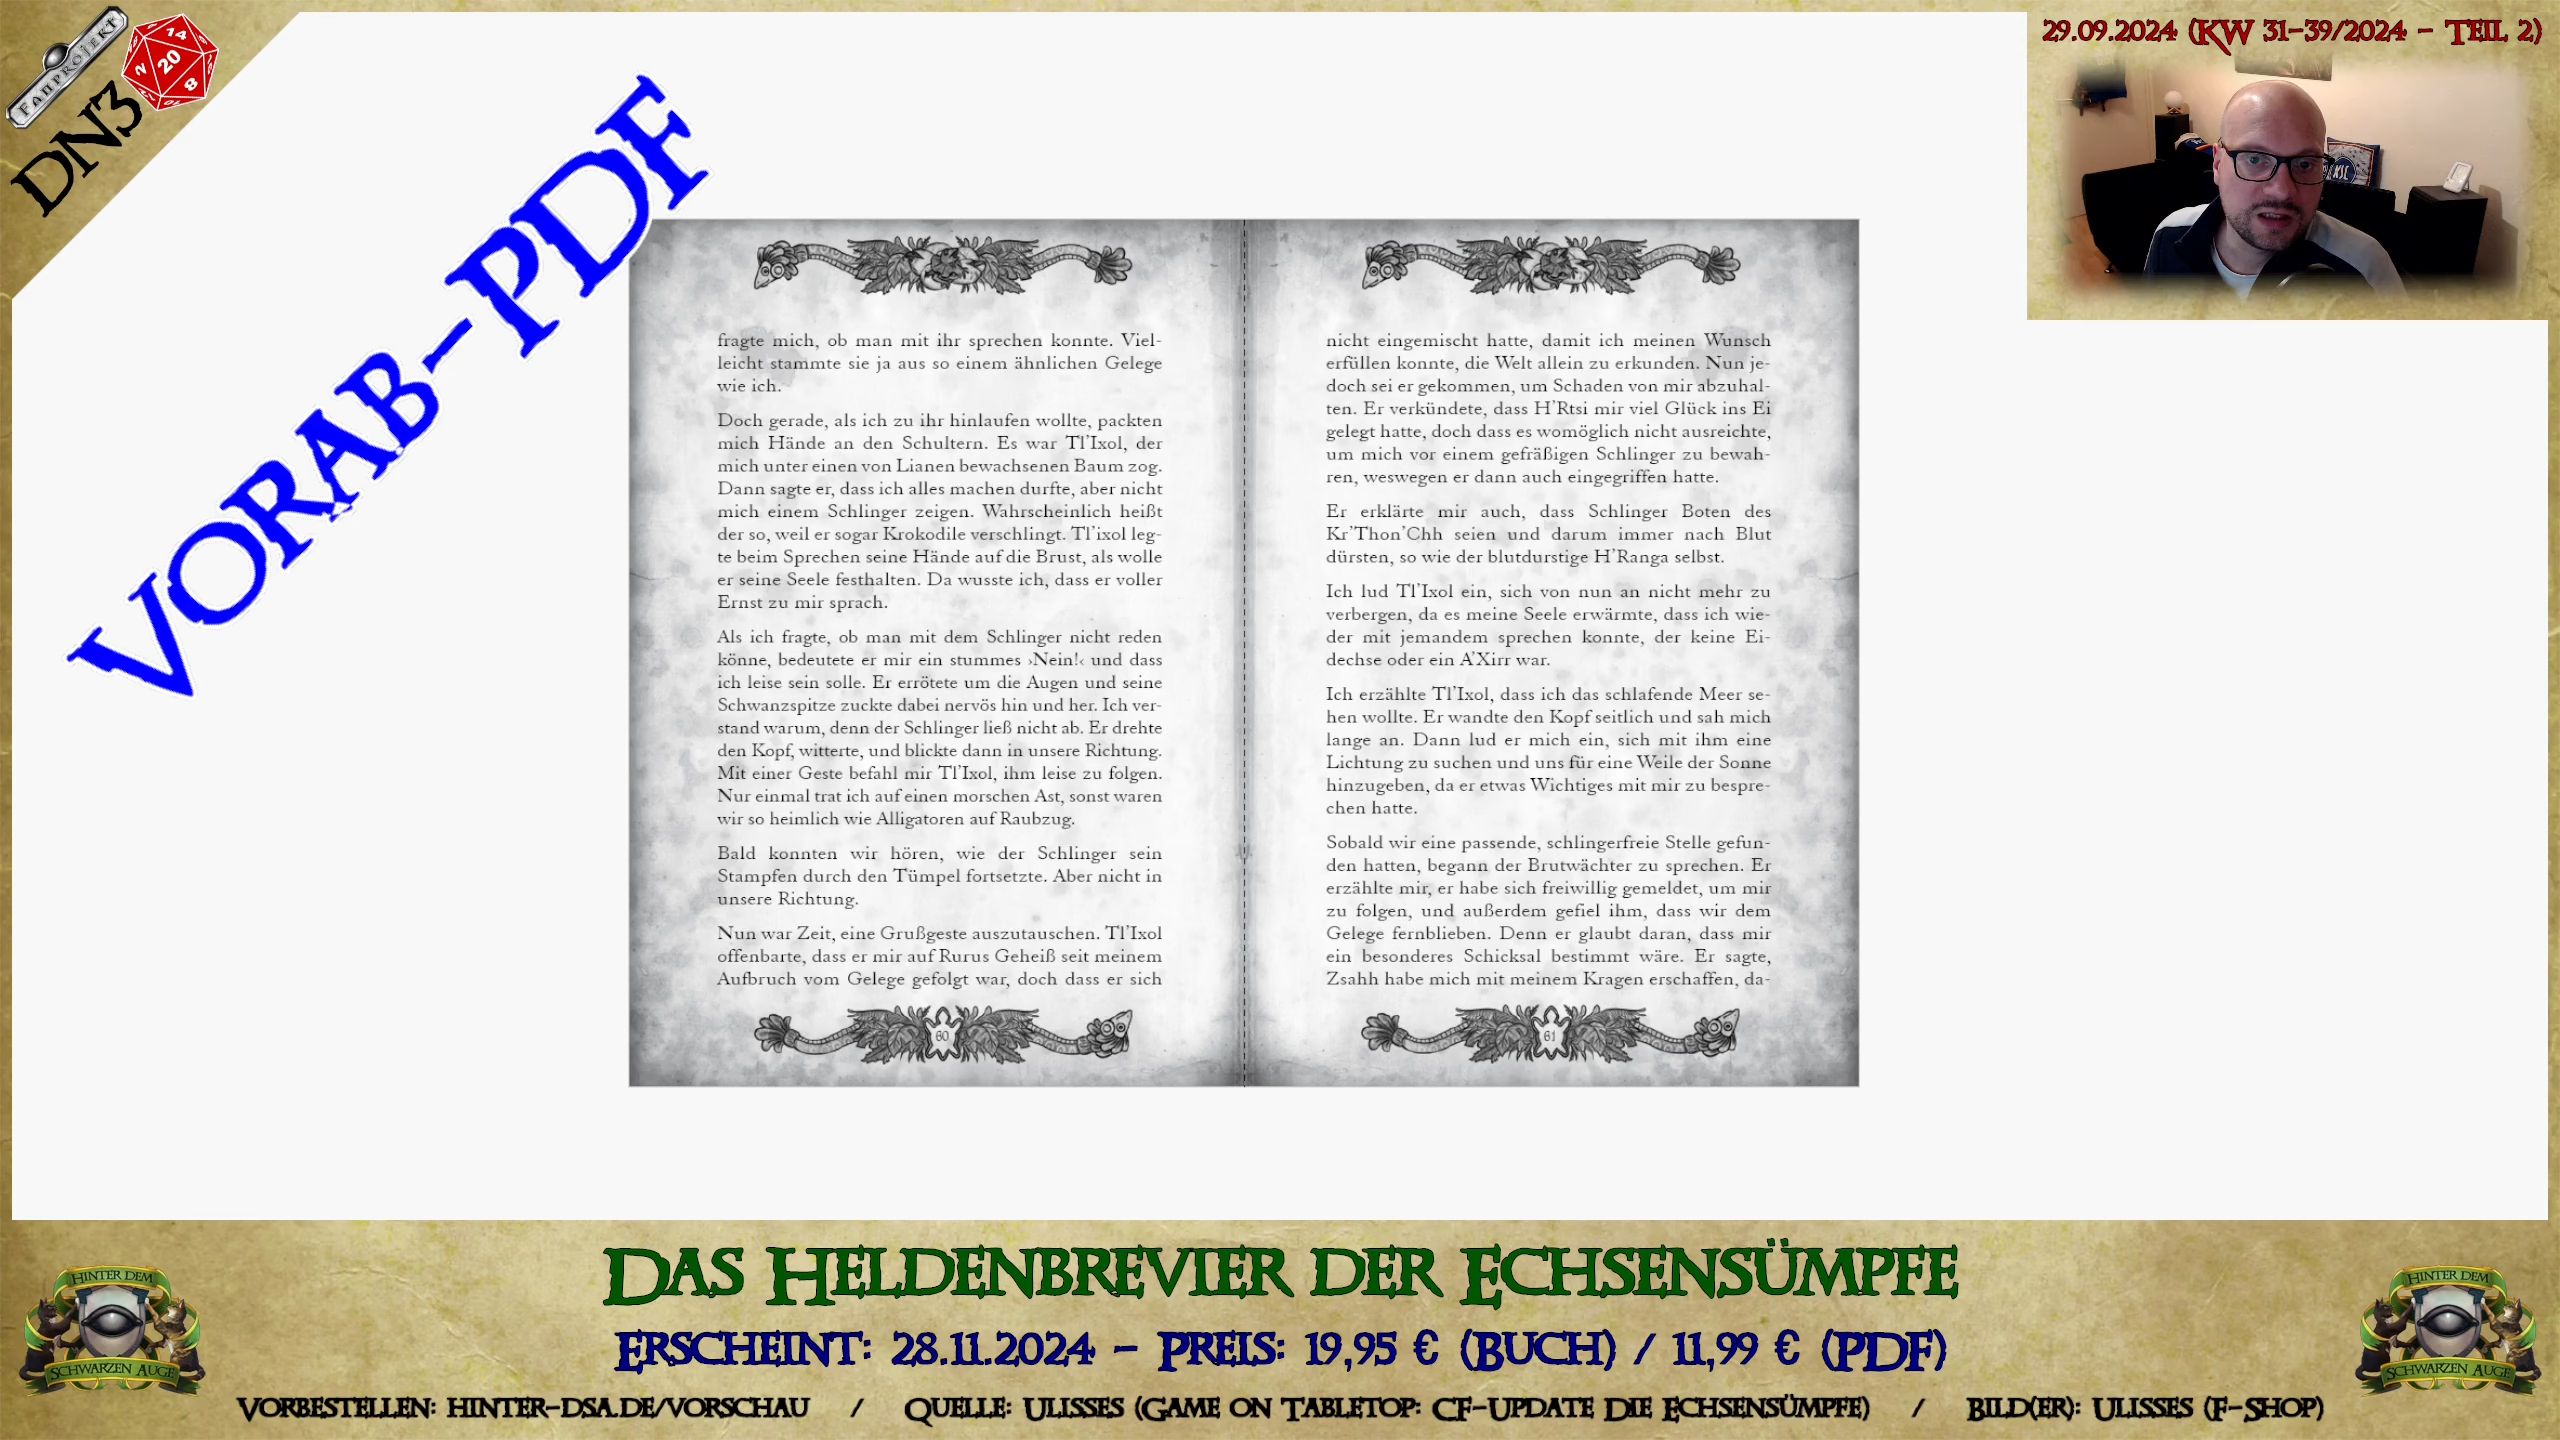 FANPROJEKT
DN3
14
20
2
8
29.09.2024 (KW 31-39/2024 - TEIL 2)
KSC
VORAB-PDF
fragte mich, ob man mit ihr sprechen konnte. Viel-
leicht stammte sie ja aus so einem ähnlichen Gelege
wie ich.
Doch gerade, als ich zu ihr hinlaufen wollte, packten
mich Hände an den Schultern. Es war Tl’Ixol, der
mich unter einen von Lianen bewachsenen Baum zog.
Dann sagte er, dass ich alles machen durfte, aber nicht
mich einem Schlinger zeigen. Wahrscheinlich heißt
der so, weil er sogar Krokodile verschlingt. Tl’ixol leg-
te beim Sprechen seine Hände auf die Brust, als wolle
er seine Seele festhalten. Da wusste ich, dass er voller
Ernst zu mir sprach.
Als ich fragte, ob man mit dem Schlinger nicht reden
könne, bedeutete er mir ein stummes ›Nein!‹ und dass
ich leise sein solle. Er errötete um die Augen und seine
Schwanzspitze zuckte dabei nervös hin und her. Ich ver-
stand warum, denn der Schlinger ließ nicht ab. Er drehte
den Kopf, witterte, und blickte dann in unsere Richtung.
Mit einer Geste befahl mir Tl’Ixol, ihm leise zu folgen.
Nur einmal trat ich auf einen morschen Ast, sonst waren
wir so heimlich wie Alligatoren auf Raubzug.
Bald konnten wir hören, wie der Schlinger sein
Stampfen durch den Tümpel fortsetzte. Aber nicht in
unsere Richtung.
Nun war Zeit, eine Grußgeste auszutauschen. Tl’Ixol
offenbarte, dass er mir auf Rurus Geheiß seit meinem
Aufbruch vom Gelege gefolgt war, doch dass er sich
60
nicht eingemischt hatte, damit ich meinen Wunsch
erfüllen konnte, die Welt allein zu erkunden. Nun je-
doch sei er gekommen, um Schaden von mir abzuhal-
ten. Er verkündete, dass H’Rtsi mir viel Glück ins Ei
gelegt hatte, doch dass es womöglich nicht ausreichte,
um mich vor einem gefräßigen Schlinger zu bewah-
ren, weswegen er dann auch eingegriffen hatte.
Er erklärte mir auch, dass Schlinger Boten des
Kr’Thon’Chh seien und darum immer nach Blut
dürsten, so wie der blutdurstige H’Ranga selbst.
Ich lud Tl’Ixol ein, sich von nun an nicht mehr zu
verbergen, da es meine Seele erwärmte, dass ich wie-
der mit jemandem sprechen konnte, der keine Ei-
dechse oder ein A’Xirr war.
Ich erzählte Tl’Ixol, dass ich das schlafende Meer se-
hen wollte. Er wandte den Kopf seitlich und sah mich
lange an. Dann lud er mich ein, sich mit ihm eine
Lichtung zu suchen und uns für eine Weile der Sonne
hinzugeben, da er etwas Wichtiges mit mir zu bespre-
chen hatte.
Sobald wir eine passende, schlingerfreie Stelle gefun-
den hatten, begann der Brutwächter zu sprechen. Er
erzählte mir, er habe sich freiwillig gemeldet, um mir
zu folgen, und außerdem gefiel ihm, dass wir dem
Gelege fernblieben. Denn er glaubt daran, dass mir
ein besonderes Schicksal bestimmt wäre. Er sagte,
Zsahh habe mich mit meinem Kragen erschaffen, da-
61
DAS HELDENBREVIER DER ECHSENSÜMPFE
ERSCHEINT: 28.11.2024 - PREIS: 19,95 € (BUCH) / 11,99 € (PDF)
VORBESTELLEN: HINTER-DSA.DE/VORSCHAU / QUELLE: ULISSES (GAME ON TABLETOP: CF-UPDATE DIE ECHSENSÜMPFE) / BILD(ER): ULISSES (F-SHOP)
HINTER DEM
SCHWARZEN AUGE
HINTER DEM
SCHWARZEN AUGE